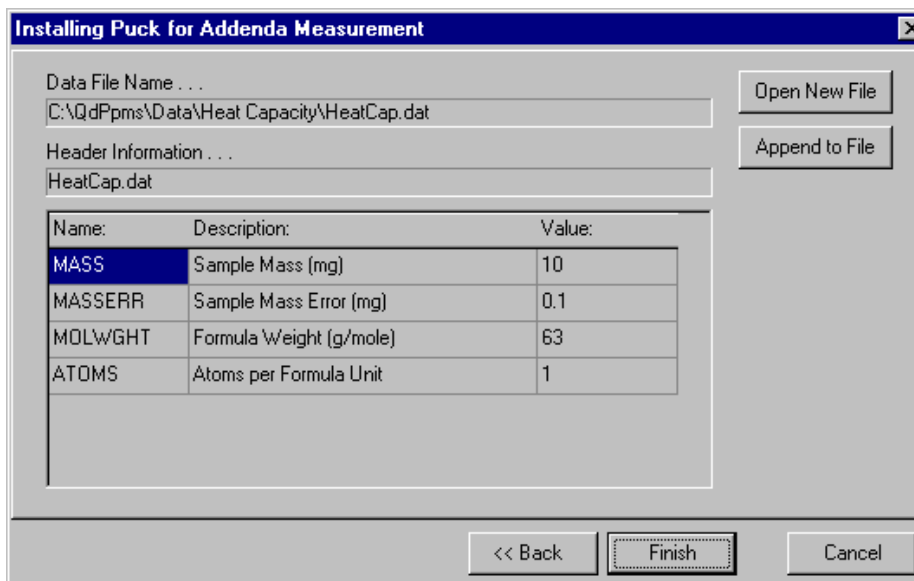 Installing Puck for Addenda Measurement
Data File Name . . .
C:\QdPpms\Data\Heat Capacity\HeatCap.dat
Open New File
Header Information . . .
Append to File
HeatCap.dat
Name: Description: Value:
MASS Sample Mass (mg) 10
MASSERR Sample Mass Error (mg) 0.1
MOLWGHT Formula Weight (g/mole) 63
ATOMS Atoms per Formula Unit 1
<< Back Finish Cancel